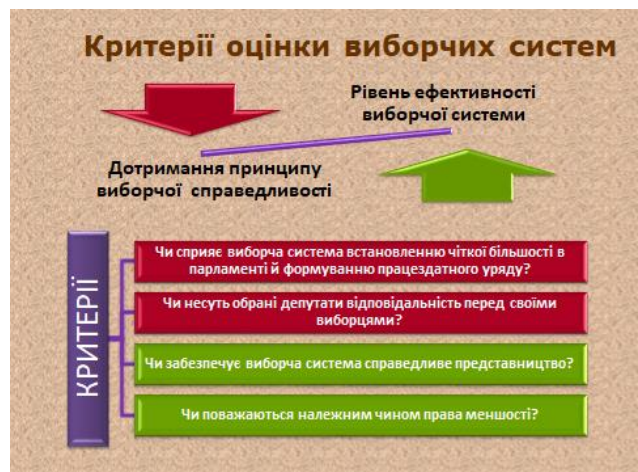 Критерії оцінки виборчих систем
Рівень ефективності
виборчої системи
Дотримання принципу
виборчої справедливості
КРИТЕРІЇ
Чи сприяє виборча система встановленню чіткої більшості в
парламенті й формуванню працездатного уряду?
Чи несуть обрані депутати відповідальність перед своїми
виборцями?
Чи забезпечує виборча система справедливе представництво?
Чи поважаються належним чином права меншості?